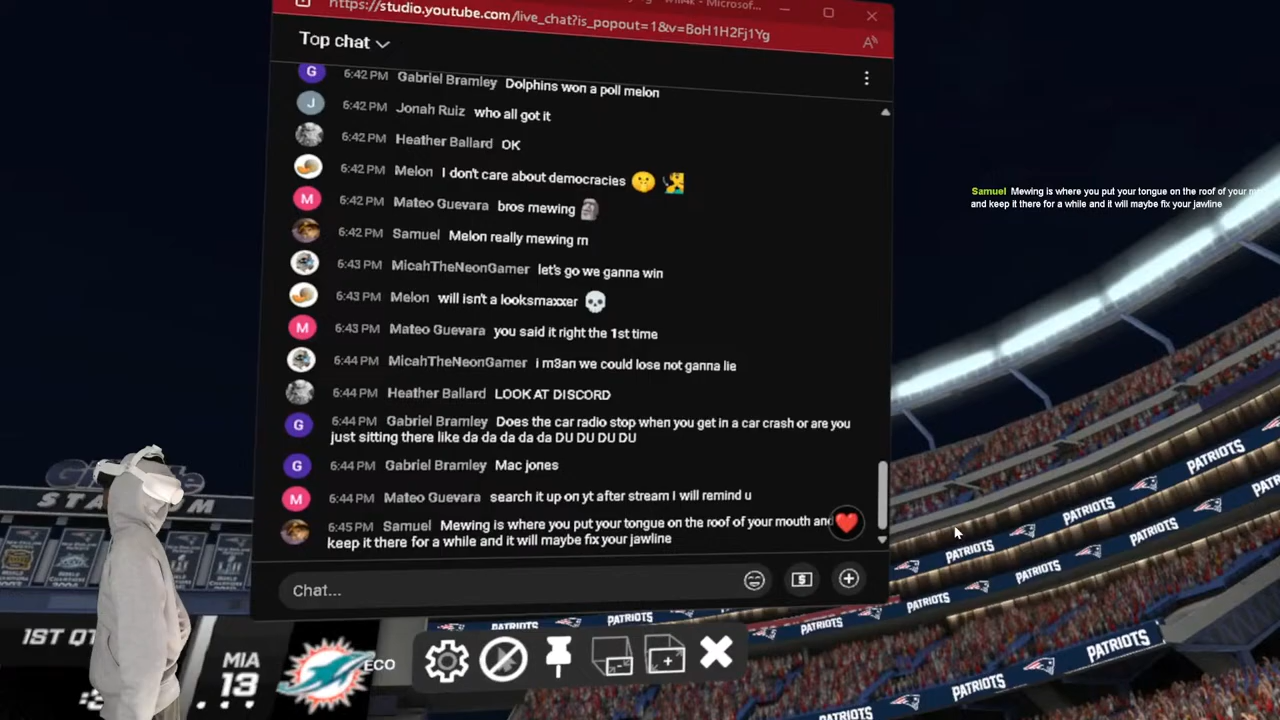 https://studio.youtube.com/live_chat?is_popout=1&v=BoH1H2Fj1Yg
Top chat
G 6:42 PM Gabriel Bramley Dolphins won a poll melon
J 6:42 PM Jonah Ruiz who all got it
6:42 PM Heather Ballard OK
6:42 PM Melon I don't care about democracies 🤫🧏
M 6:42 PM Mateo Guevara bros mewing 🗿
6:42 PM Samuel Melon really mewing rn
6:43 PM MicahTheNeonGamer let's go we ganna win
6:43 PM Melon will isn't a looksmaxxer 💀
M 6:43 PM Mateo Guevara you said it right the 1st time
6:44 PM MicahTheNeonGamer i m3an we could lose not ganna lie
6:44 PM Heather Ballard LOOK AT DISCORD
G 6:44 PM Gabriel Bramley Does the car radio stop when you get in a car crash or are you
just sitting there like da da da da da DU DU DU DU
G 6:44 PM Gabriel Bramley Mac jones
M 6:44 PM Mateo Guevara search it up on yt after stream I will remind u
6:45 PM Samuel Mewing is where you put your tongue on the roof of your mouth and
keep it there for a while and it will maybe fix your jawline
Chat...
Samuel Mewing is where you put your tongue on the roof of your
and keep it there for a while and it will maybe fix your jawline
PATRIOTS
PATRIOTS
PATRIOTS
PATRIOTS
PATRIOTS
PATRIOTS
PATRIOTS
PATRIOTS
PATRIOTS
PATRIOTS
Gillette
STADIUM
1ST
MIA
13
ECO